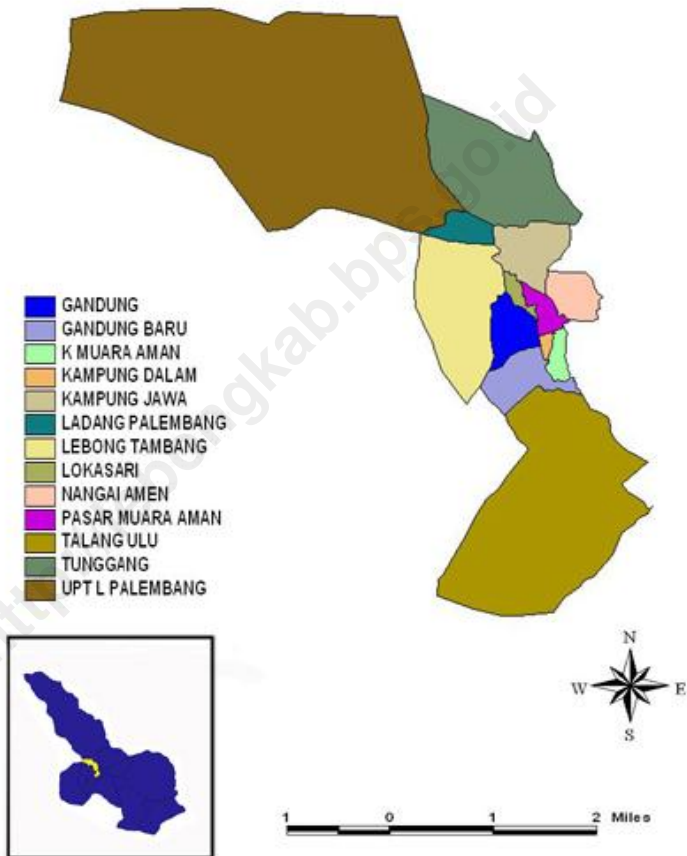 GANDUNG
GANDUNG BARU
K MUARA AMAN
KAMPUNG DALAM
KAMPUNG JAWA
LADANG PALEMBANG
LEBONG TAMBANG
LOKASARI
NANGAI AMEN
PASAR MUARA AMAN
TALANG ULU
TUNGGANG
UPT L PALEMBANG
N
W E
S
1 0 1 2 Miles